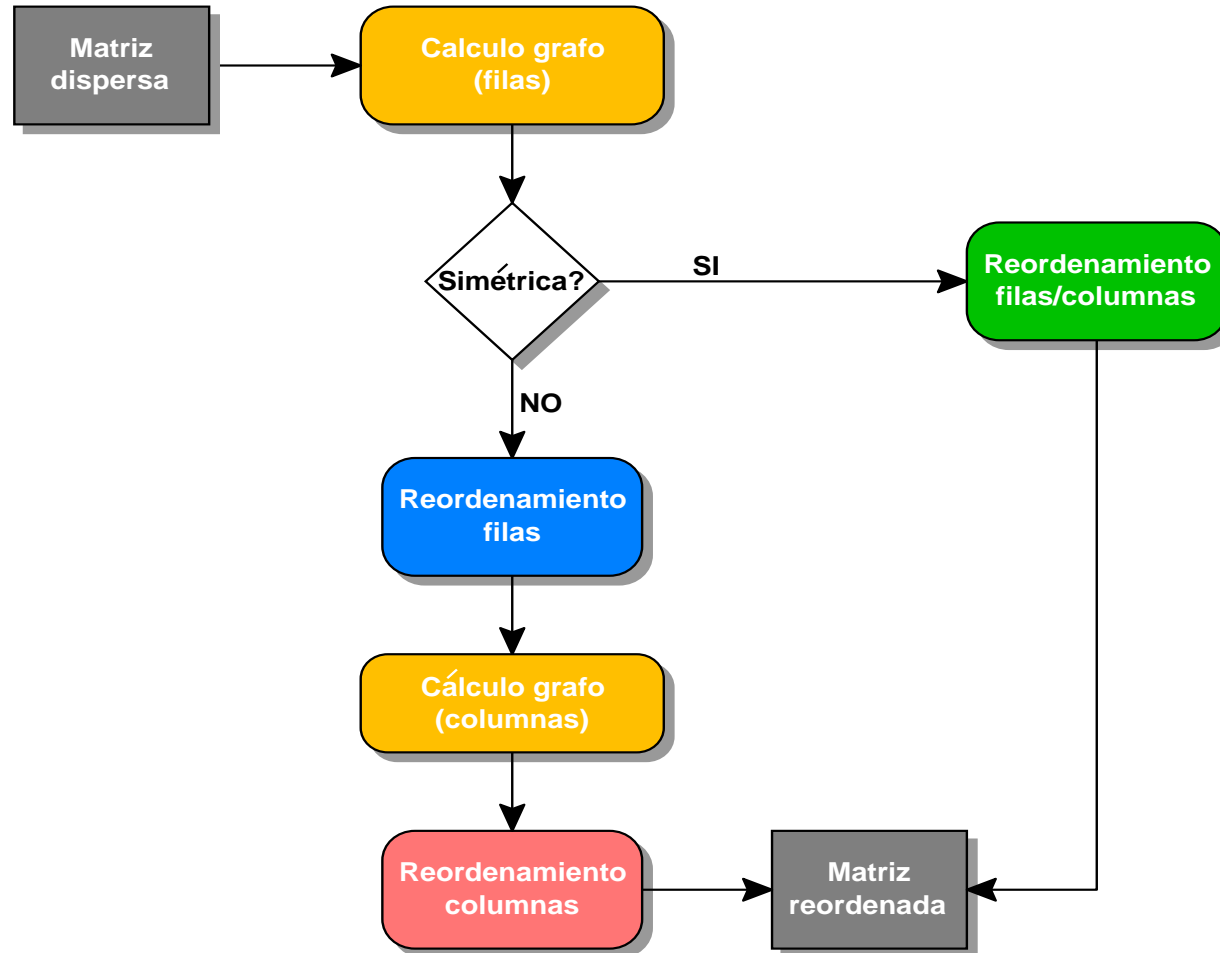 Matriz
dispersa
Calculo grafo
(filas)
Simétrica?
SI
Reordenamiento
filas/columnas
NO
Reordenamiento
filas
Cálculo grafo
(columnas)
Reordenamiento
columnas
Matriz
reordenada